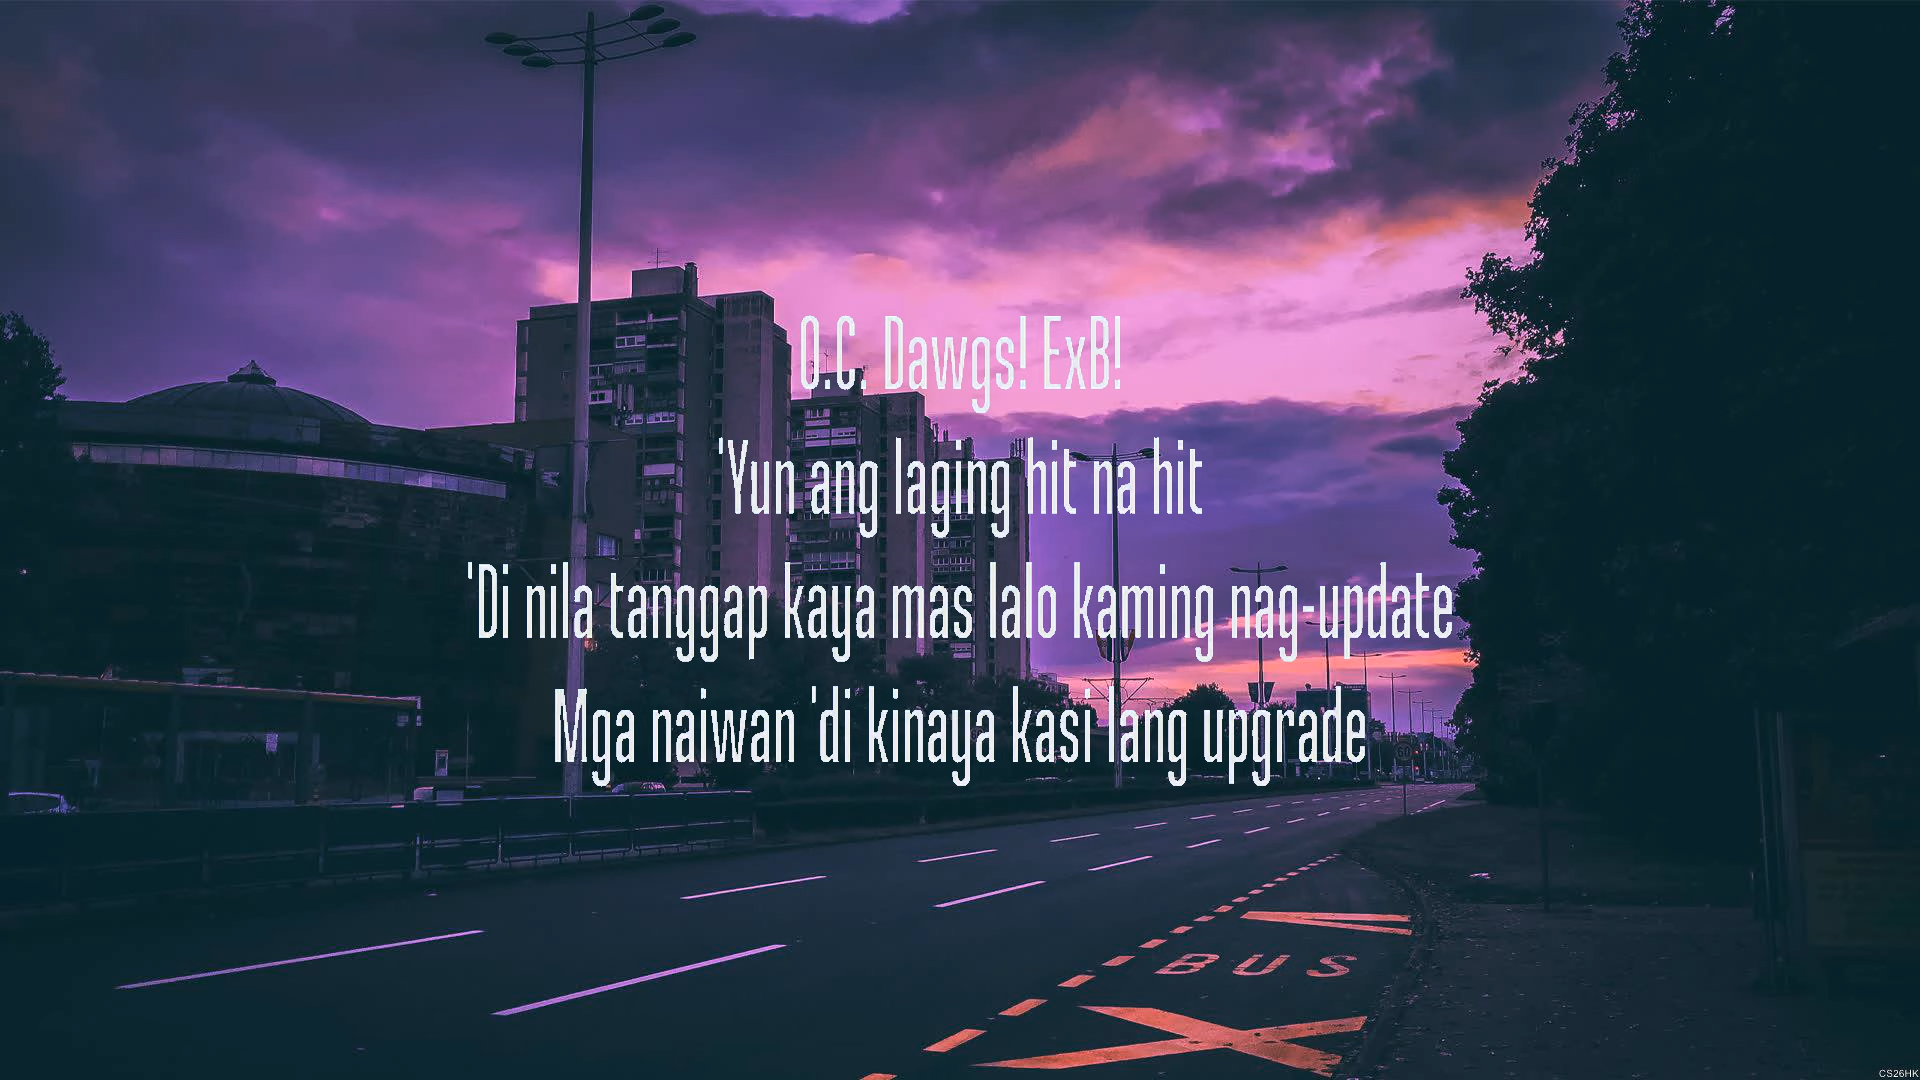 O.C. Dawgs! ExB!
'Yun ang laging hit na hit
'Di nila tanggap kaya mas lalo kaming nag-update
Mga naiwan 'di kinaya kasi lang upgrade
60
BUS
CS26HK